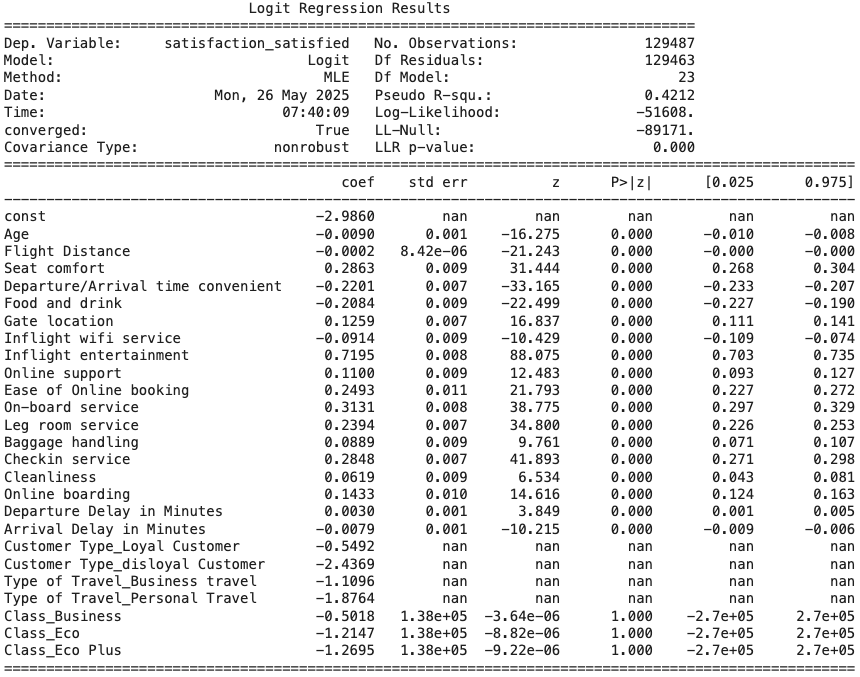 Logit Regression Results
==============================================================================
Dep. Variable: satisfaction_satisfied No. Observations: 129487
Model: Logit Df Residuals: 129463
Method: MLE Df Model: 23
Date: Mon, 26 May 2025 Pseudo R-squ.: 0.4212
Time: 07:40:09 Log-Likelihood: -51608.
converged: True LL-Null: -89171.
Covariance Type: nonrobust LLR p-value: 0.000
==============================================================================
coef std err z P>|z| [0.025 0.975]
------------------------------------------------------------------------------
const -2.9860 nan nan nan nan nan
Age -0.0090 0.001 -16.275 0.000 -0.010 -0.008
Flight Distance -0.0002 8.42e-06 -21.243 0.000 -0.000 -0.000
Seat comfort 0.2863 0.009 31.444 0.000 0.268 0.304
Departure/Arrival time convenient -0.2201 0.007 -33.165 0.000 -0.233 -0.207
Food and drink -0.2084 0.009 -22.499 0.000 -0.227 -0.190
Gate location 0.1259 0.007 16.837 0.000 0.111 0.141
Inflight wifi service -0.0914 0.009 -10.429 0.000 -0.109 -0.074
Inflight entertainment 0.7195 0.008 88.075 0.000 0.703 0.735
Online support 0.1100 0.009 12.483 0.000 0.093 0.127
Ease of Online booking 0.2493 0.011 21.793 0.000 0.227 0.272
On-board service 0.3131 0.008 38.775 0.000 0.297 0.329
Leg room service 0.2394 0.007 34.800 0.000 0.226 0.253
Baggage handling 0.0889 0.009 9.761 0.000 0.071 0.107
Checkin service 0.2848 0.007 41.893 0.000 0.271 0.298
Cleanliness 0.0619 0.009 6.534 0.000 0.043 0.081
Online boarding 0.1433 0.010 14.616 0.000 0.124 0.163
Departure Delay in Minutes 0.0030 0.001 3.849 0.000 0.001 0.005
Arrival Delay in Minutes -0.0079 0.001 -10.215 0.000 -0.009 -0.006
Customer Type_Loyal Customer -0.5492 nan nan nan nan nan
Customer Type_disloyal Customer -2.4369 nan nan nan nan nan
Type of Travel_Business travel -1.1096 nan nan nan nan nan
Type of Travel_Personal Travel -1.8764 nan nan nan nan nan
Class_Business -0.5018 1.38e+05 -3.64e-06 1.000 -2.7e+05 2.7e+05
Class_Eco -1.2147 1.38e+05 -8.82e-06 1.000 -2.7e+05 2.7e+05
Class_Eco Plus -1.2695 1.38e+05 -9.22e-06 1.000 -2.7e+05 2.7e+05
==============================================================================